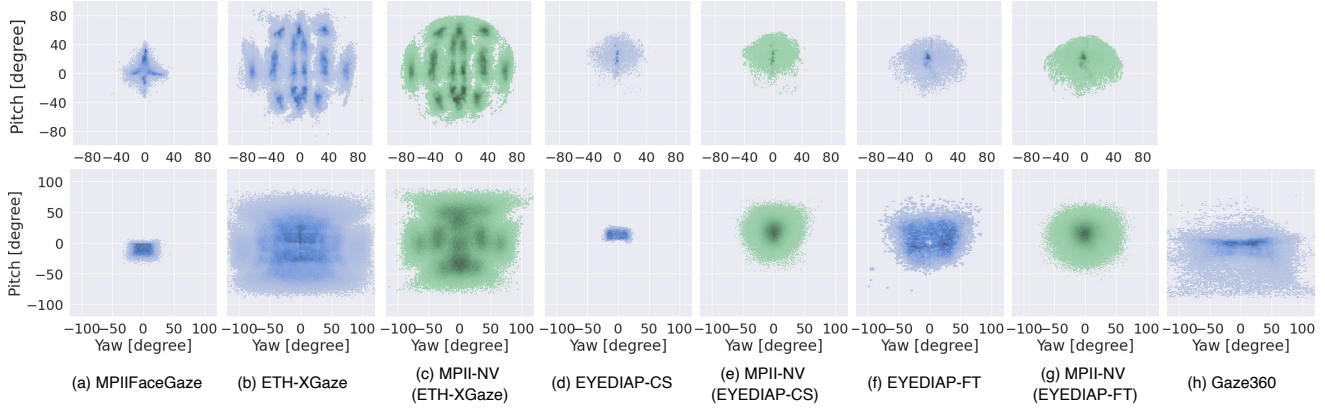 Pitch [degree]
80
40
0
−40
−80
−80−40 0 40 80
−80−40 0 40 80
−80−40 0 40 80
−80−40 0 40 80
−80−40 0 40 80
−80−40 0 40 80
−80−40 0 40 80
Pitch [degree]
100
50
0
−50
−100
−100−50 0 50 100
−100−50 0 50 100
−100−50 0 50 100
−100−50 0 50 100
−100−50 0 50 100
−100−50 0 50 100
−100−50 0 50 100
−100−50 0 50 100
Yaw [degree] Yaw [degree] Yaw [degree] Yaw [degree] Yaw [degree] Yaw [degree] Yaw [degree] Yaw [degree]
(a) MPIIFaceGaze
(b) ETH-XGaze
(c) MPII-NV
(ETH-XGaze)
(d) EYEDIAP-CS
(e) MPII-NV
(EYEDIAP-CS)
(f) EYEDIAP-FT
(g) MPII-NV
(EYEDIAP-FT)
(h) Gaze360